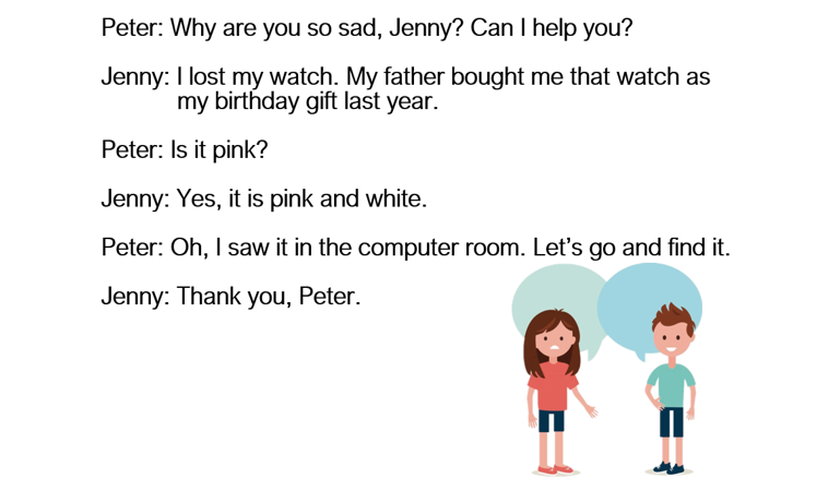 Peter: Why are you so sad, Jenny? Can I help you?
Jenny: I lost my watch. My father bought me that watch as
my birthday gift last year.
Peter: Is it pink?
Jenny: Yes, it is pink and white.
Peter: Oh, I saw it in the computer room. Let’s go and find it.
Jenny: Thank you, Peter.